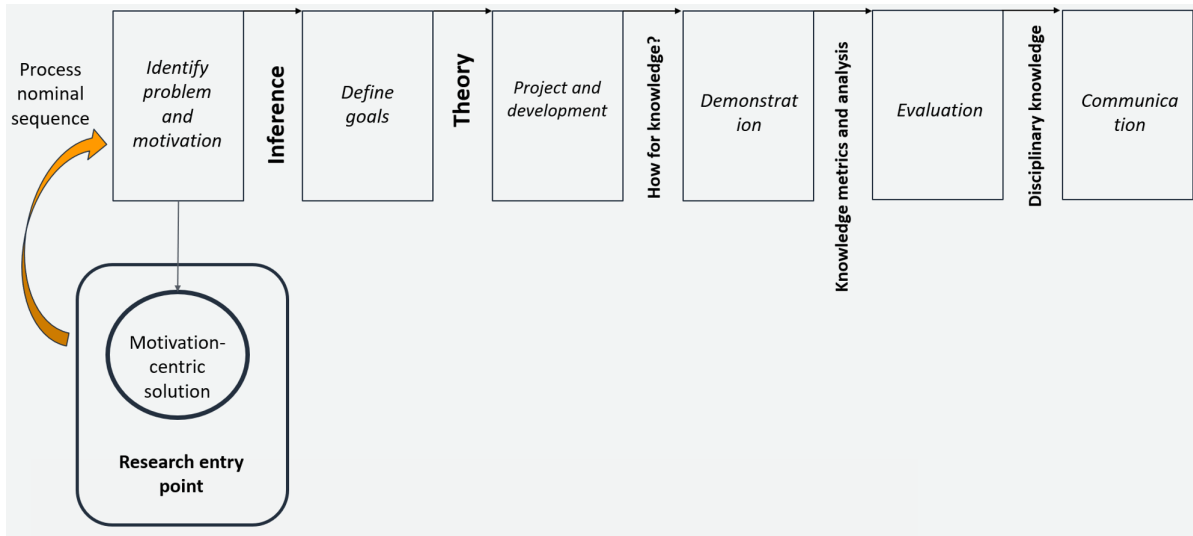 Process
nominal
sequence
Identify
problem
and
motivation
Inference
Define
goals
Theory
Project and
development
How for knowledge?
Demonstrat
ion
Knowledge metrics and analysis
Evaluation
Disciplinary knowledge
Communica
tion
Motivation-
centric
solution
Research entry
point